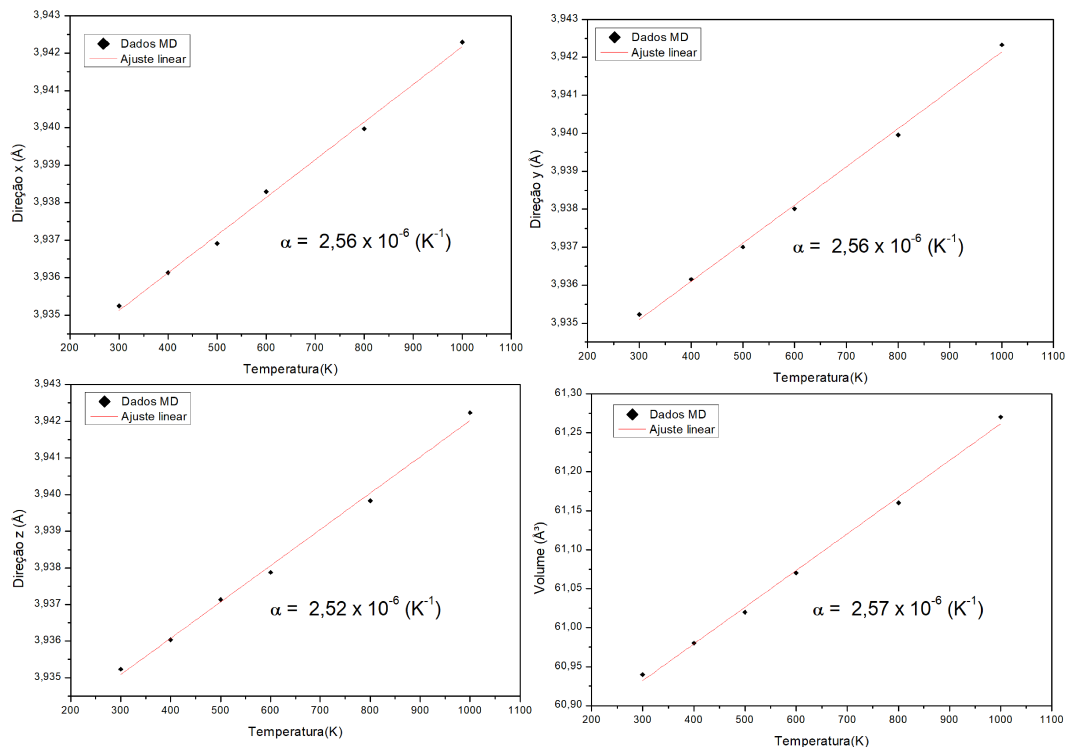 3,943
3,942
3,941
3,940
3,939
3,938
3,937
3,936
3,935
Direção x (Å)
Dados MD
Ajuste linear
α = 2,56 x 10⁻⁶ (K⁻¹)
200 300 400 500 600 700 800 900 1000 1100
Temperatura(K)
3,943
3,942
3,941
3,940
3,939
3,938
3,937
3,936
3,935
Direção y (Å)
Dados MD
Ajuste linear
α = 2,56 x 10⁻⁶ (K⁻¹)
200 300 400 500 600 700 800 900 1000 1100
Temperatura(K)
3,943
3,942
3,941
3,940
3,939
3,938
3,937
3,936
3,935
Direção z (Å)
Dados MD
Ajuste linear
α = 2,52 x 10⁻⁶ (K⁻¹)
200 300 400 500 600 700 800 900 1000 1100
Temperatura(K)
61,30
61,25
61,20
61,15
61,10
61,05
61,00
60,95
60,90
Volume (Å³)
Dados MD
Ajuste linear
α = 2,57 x 10⁻⁶ (K⁻¹)
200 300 400 500 600 700 800 900 1000 1100
Temperatura(K)